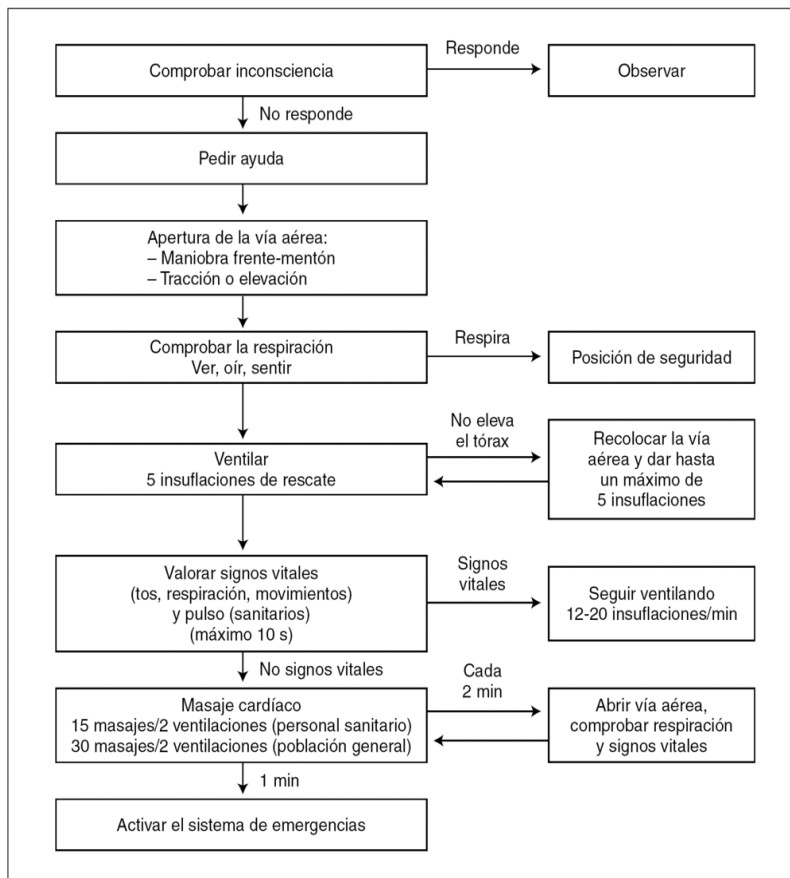 Comprobar inconsciencia
Responde
Observar
No responde
Pedir ayuda
Apertura de la vía aérea:
– Maniobra frente-mentón
– Tracción o elevación
Comprobar la respiración
Ver, oír, sentir
Respira
Posición de seguridad
Ventilar
5 insuflaciones de rescate
No eleva
el tórax
Recolocar la vía
aérea y dar hasta
un máximo de
5 insuflaciones
Valorar signos vitales
(tos, respiración, movimientos)
y pulso (sanitarios)
(máximo 10 s)
Signos
vitales
Seguir ventilando
12-20 insuflaciones/min
No signos vitales
Masaje cardíaco
15 masajes/2 ventilaciones (personal sanitario)
30 masajes/2 ventilaciones (población general)
Cada
2 min
Abrir vía aérea,
comprobar respiración
y signos vitales
1 min
Activar el sistema de emergencias